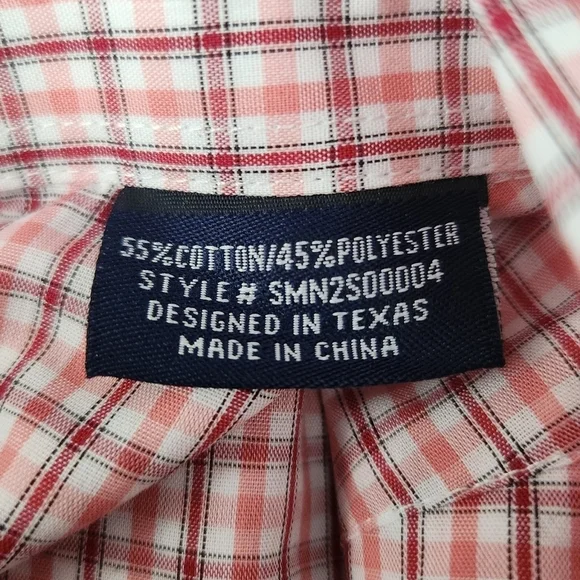 55%COTTON/45%POLYESTER
STYLE# SMN2S00004
DESIGNED IN TEXAS
MADE IN CHINA